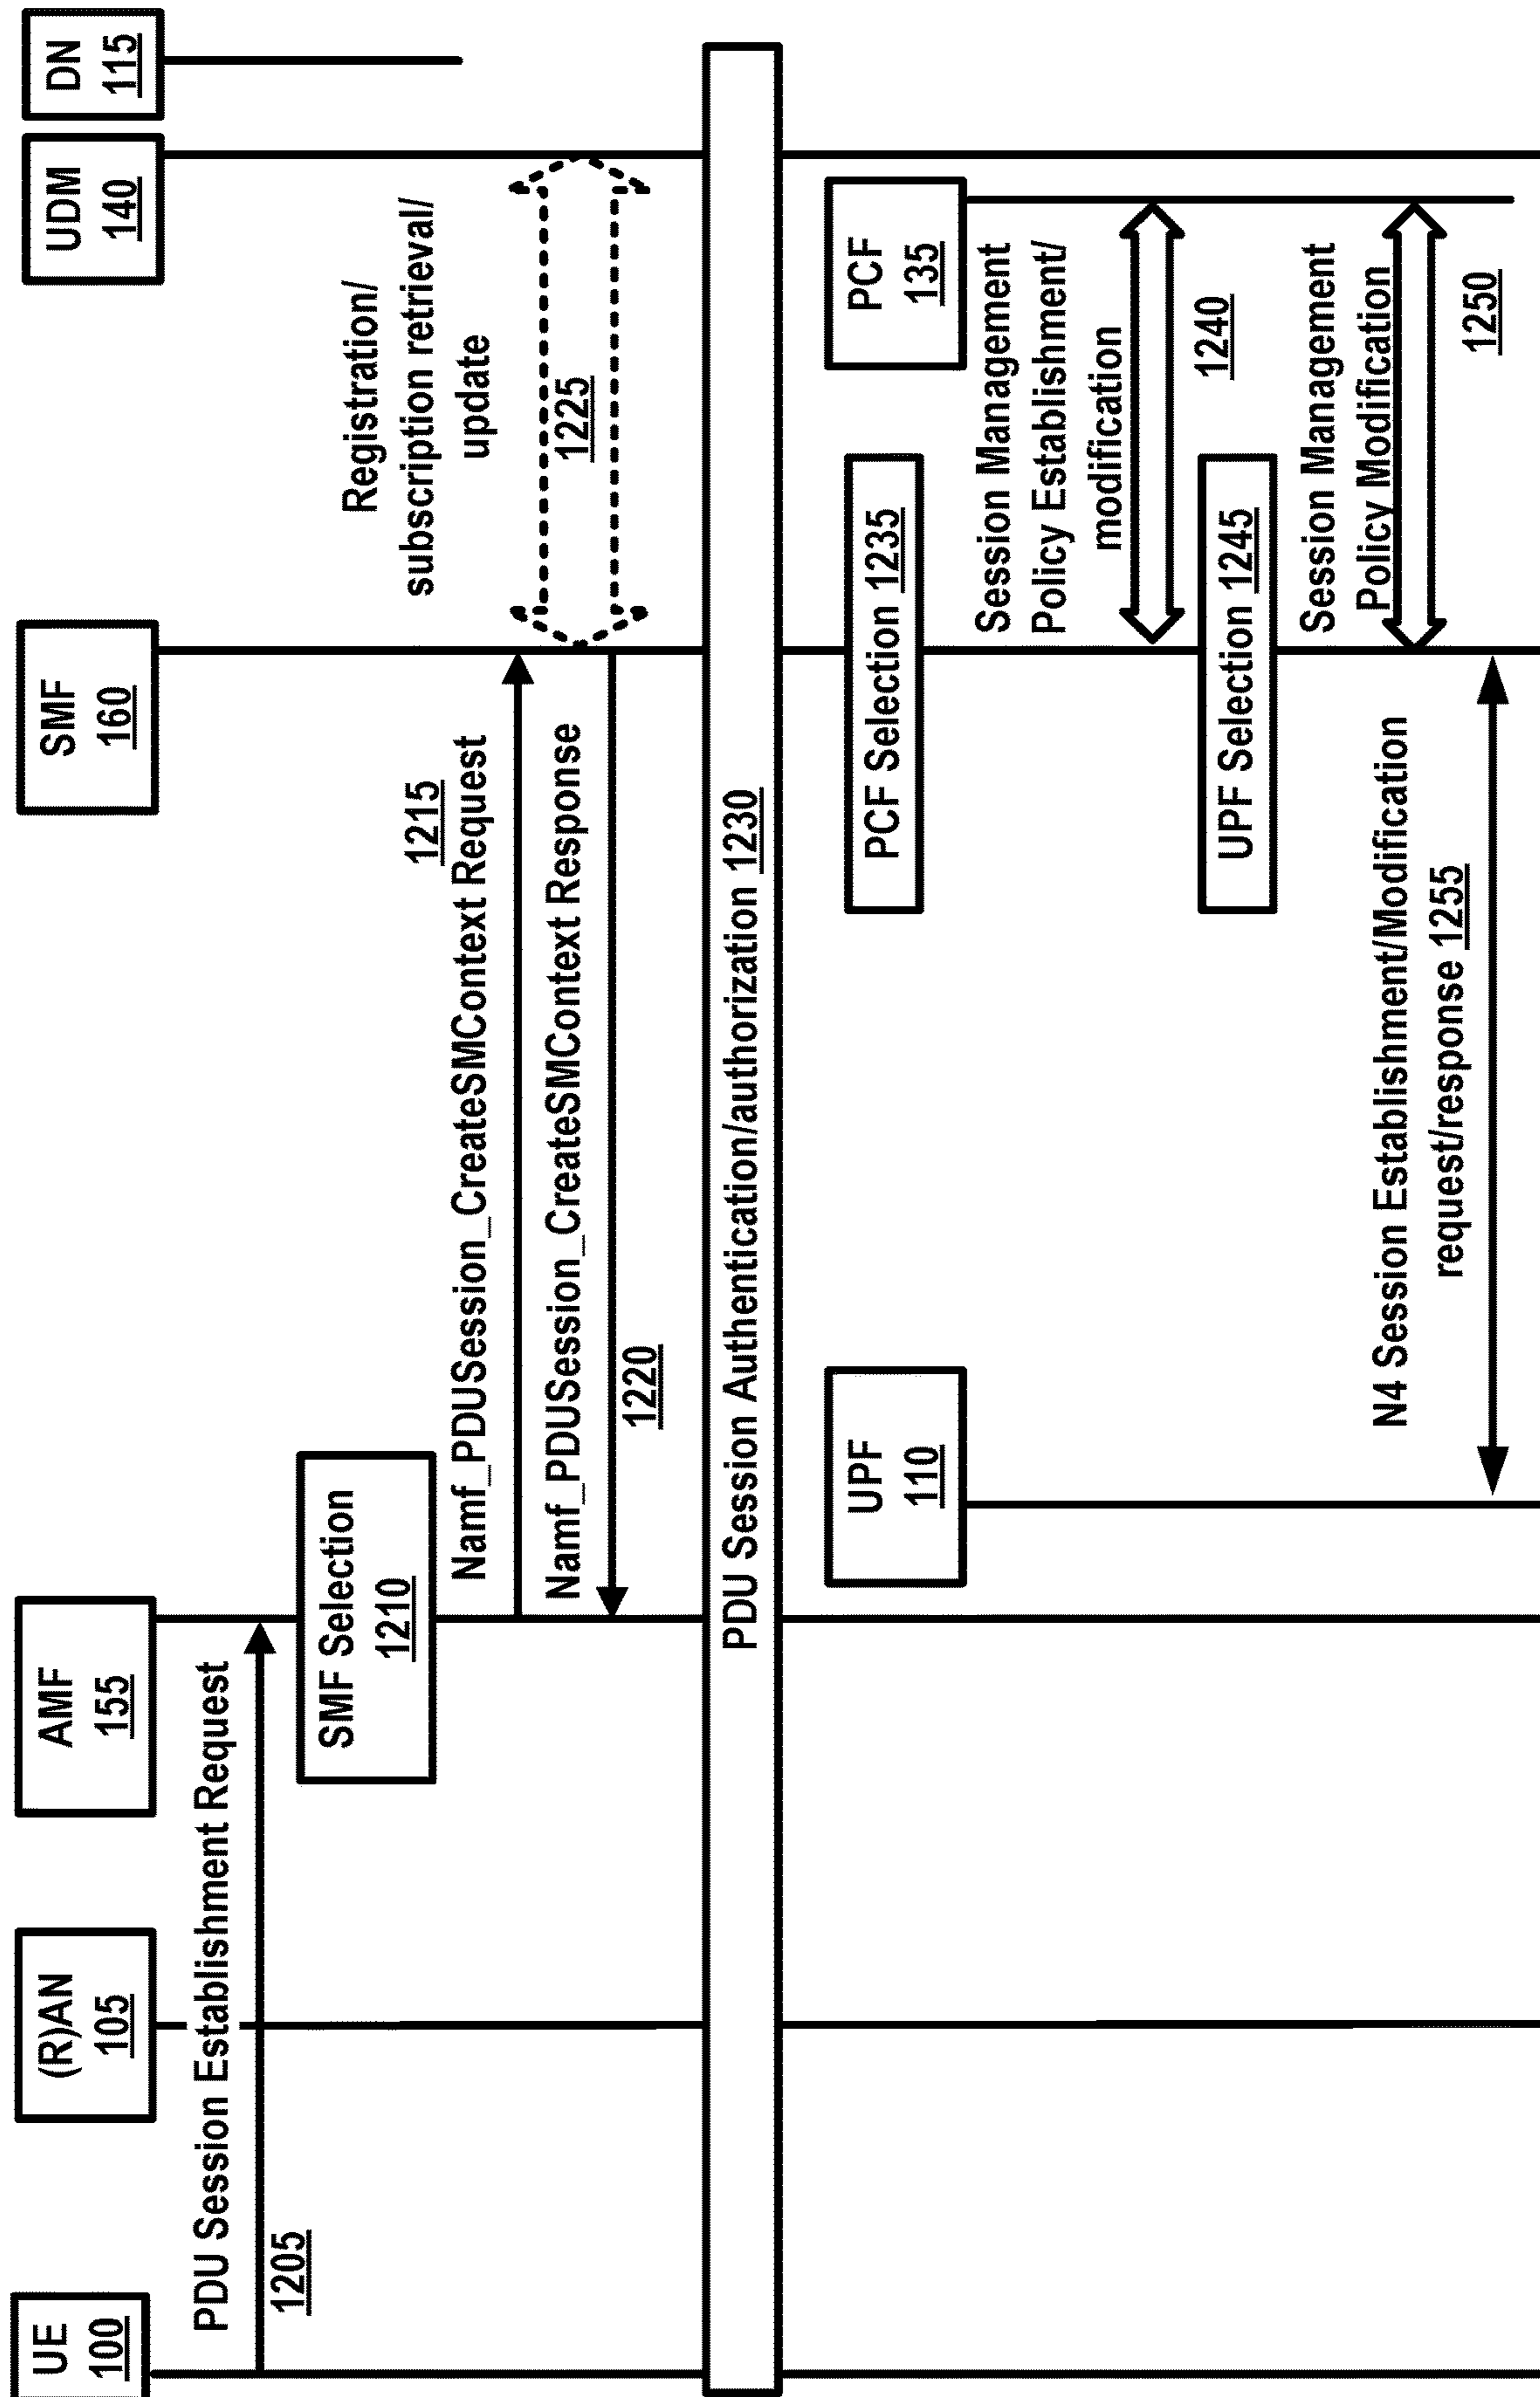 UE
100
(R)AN
105
AMF
155
SMF
160
UDM
140
DN
115
PDU Session Establishment Request
1205
SMF Selection
1210
1215
Namf_PDUSession_CreateSMContext Request
Namf_PDUSession_CreateSMContext Response
1220
Registration/
subscription retrieval/
update
1225
PDU Session Authentication/authorization 1230
UPF
110
PCF
135
PCF Selection 1235
Session Management
Policy Establishment/
modification
1240
UPF Selection 1245
Session Management
Policy Modification
1250
N4 Session Establishment/Modification
request/response 1255